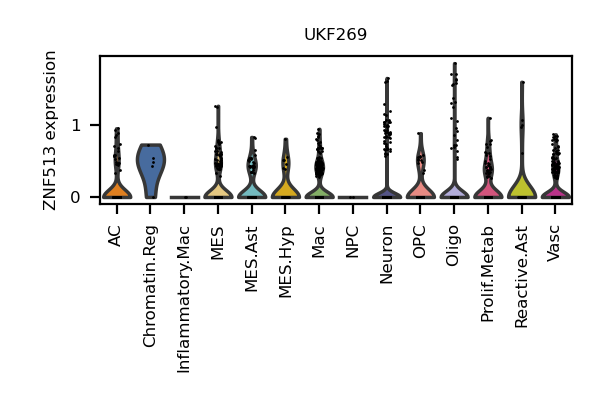 UKF269
ZNF513 expression
1
0
AC
Chromatin.Reg
Inflammatory.Mac
MES
MES.Ast
MES.Hyp
Mac
NPC
Neuron
OPC
Oligo
Prolif.Metab
Reactive.Ast
Vasc